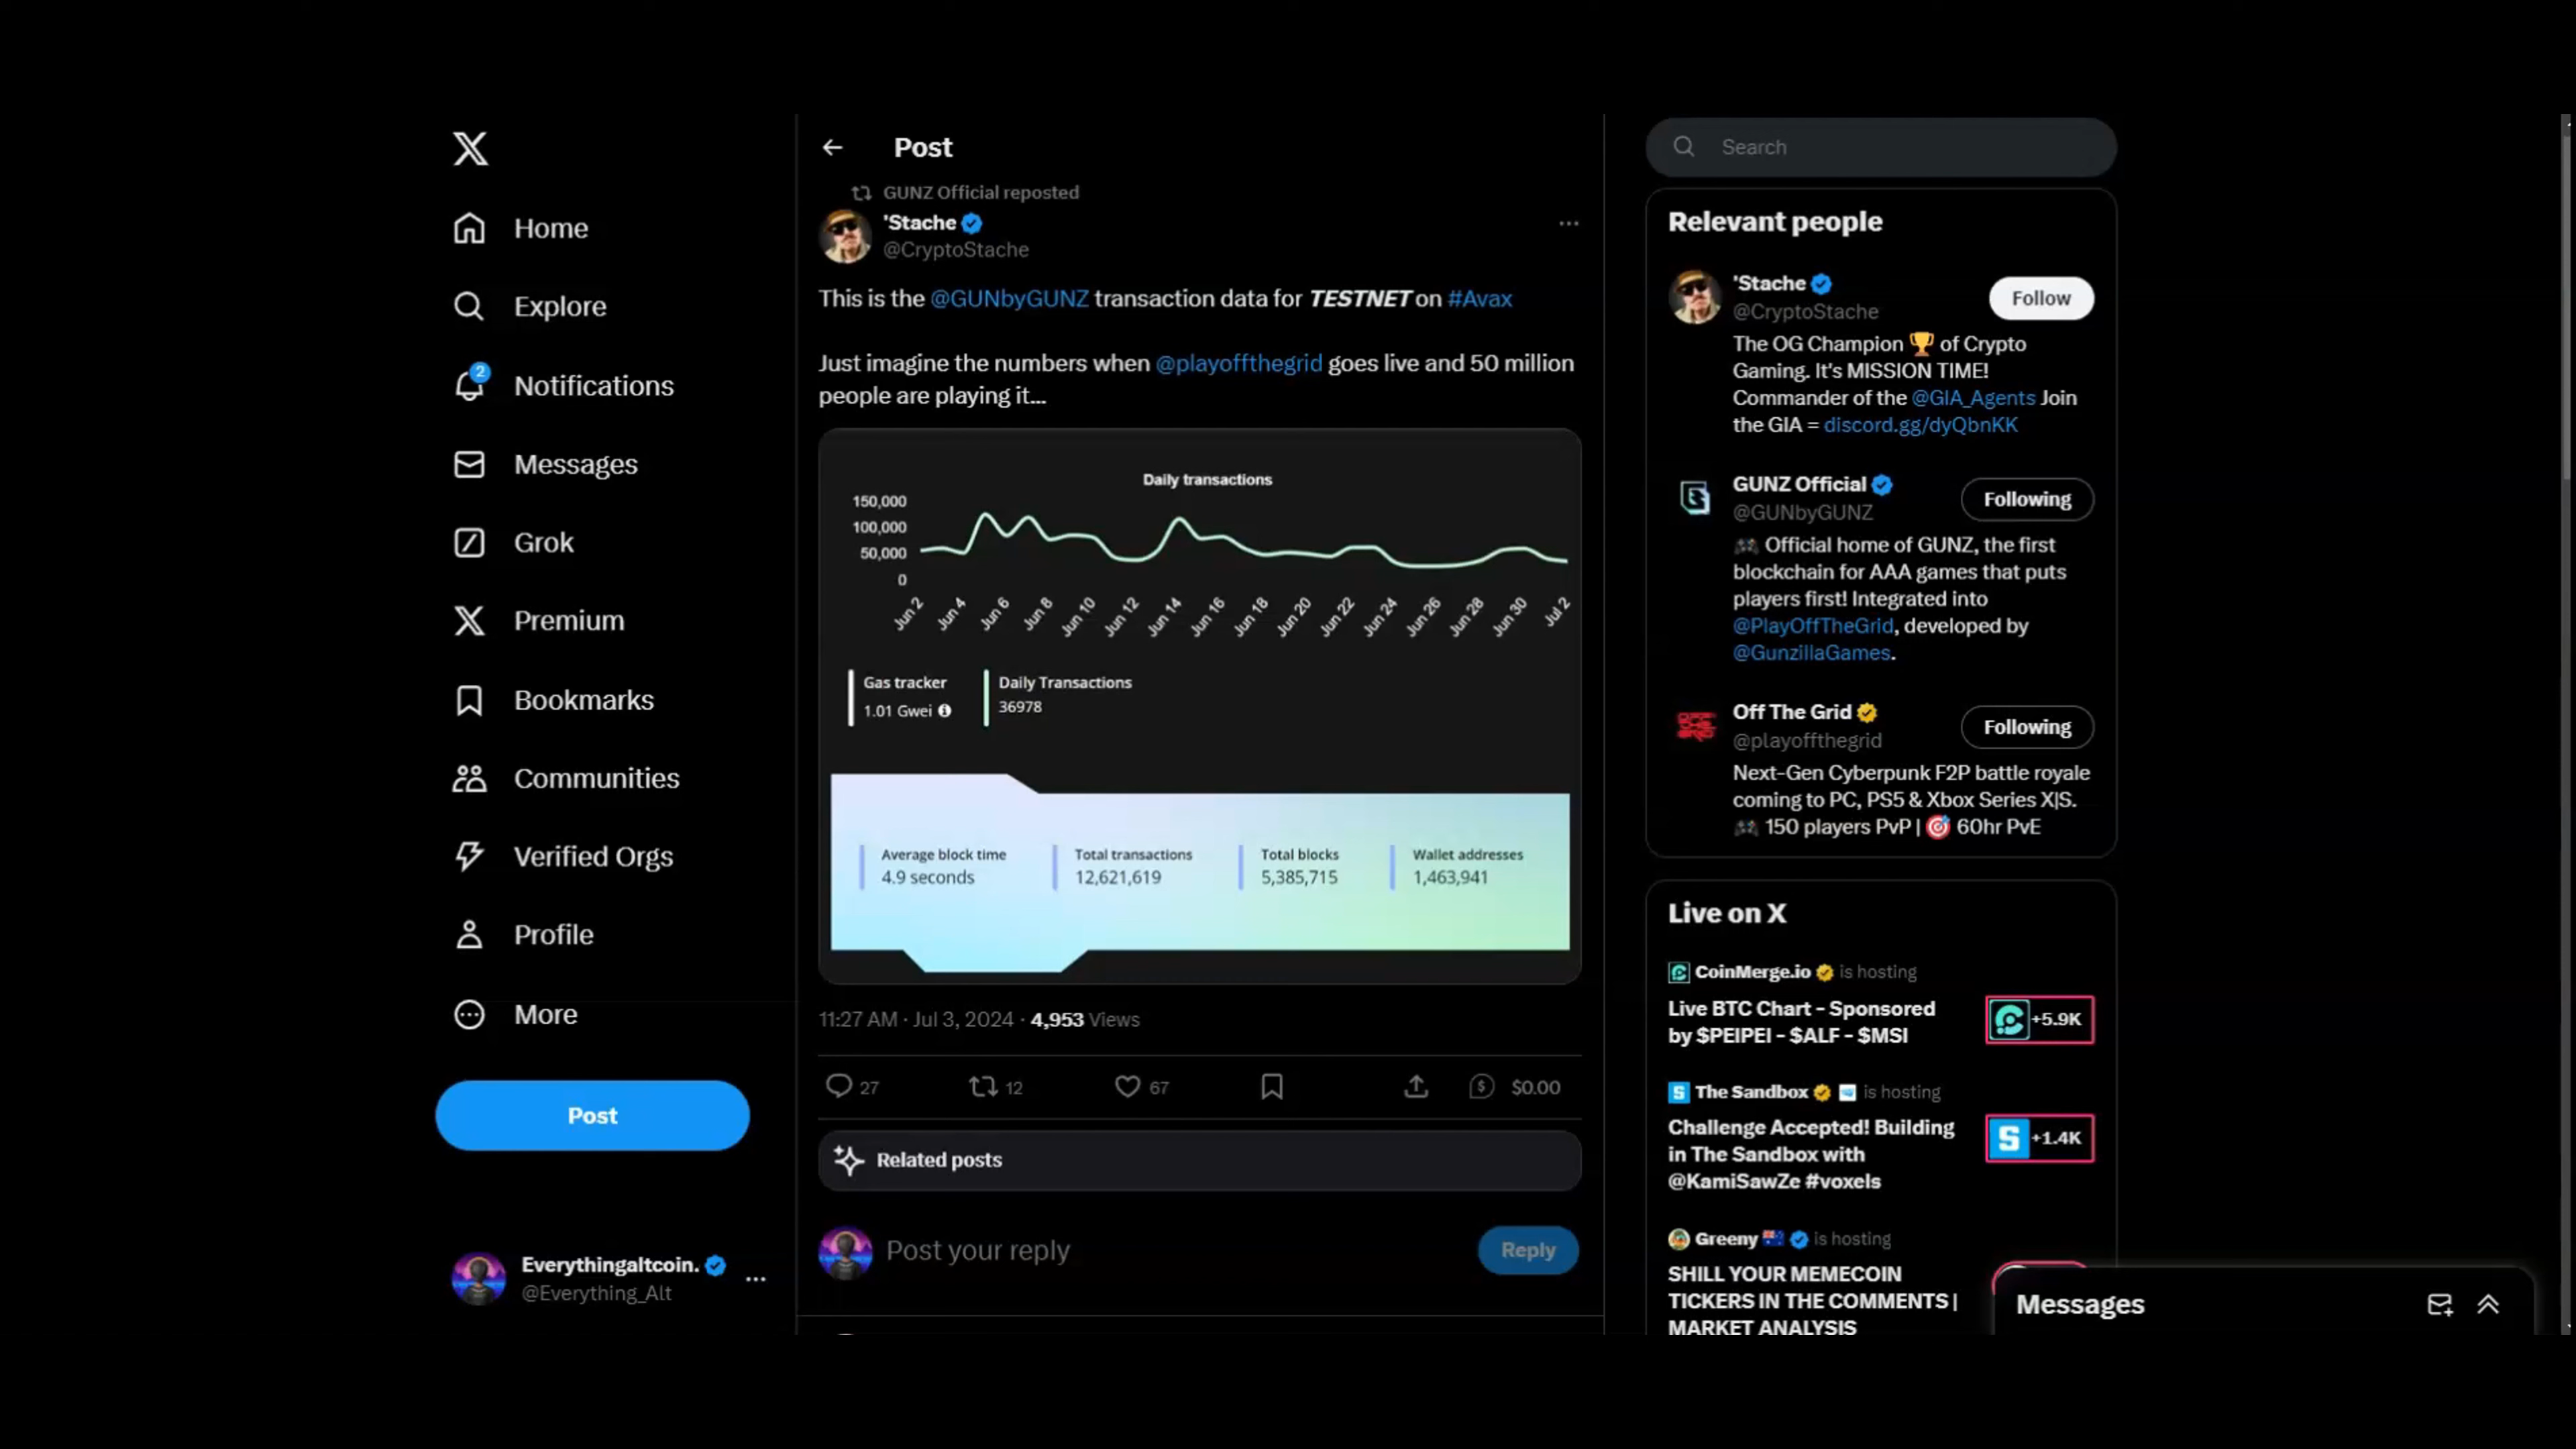 Home
Explore
2
Notifications
Messages
Grok
Premium
Bookmarks
Communities
Verified Orgs
Profile
More
Post
Everythingaltcoin.
@Everything_Alt
Post
GUNZ Official reposted
'Stache
@CryptoStache
This is the @GUNbyGUNZ transaction data for TESTNET on #Avax
Just imagine the numbers when @playoffthegrid goes live and 50 million
people are playing it...
Daily transactions
150,000
100,000
50,000
0
Jun 2 Jun 4 Jun 6 Jun 8 Jun 10 Jun 12 Jun 14 Jun 16 Jun 18 Jun 20 Jun 22 Jun 24 Jun 26 Jun 28 Jun 30 Jul 2
Gas tracker
1.01 Gwei
Daily Transactions
36978
Average block time
4.9 seconds
Total transactions
12,621,619
Total blocks
5,385,715
Wallet addresses
1,463,941
11:27 AM · Jul 3, 2024 · 4,953 Views
27 12 67 $0.00
Related posts
Post your reply
Reply
Search
Relevant people
'Stache
@CryptoStache
Follow
The OG Champion 🏆 of Crypto
Gaming. It's MISSION TIME!
Commander of the @GIA_Agents Join
the GIA = discord.gg/dyQbnKK
GUNZ Official
@GUNbyGUNZ
Following
🎮 Official home of GUNZ, the first
blockchain for AAA games that puts
players first! Integrated into
@PlayOffTheGrid, developed by
@GunzillaGames.
Off The Grid
@playoffthegrid
Following
Next-Gen Cyberpunk F2P battle royale
coming to PC, PS5 & Xbox Series X|S.
🎮 150 players PvP | 🎯 60hr PvE
Live on X
CoinMerge.io is hosting
Live BTC Chart - Sponsored
by $PEIPEI - $ALF - $MSI
+5.9K
The Sandbox is hosting
Challenge Accepted! Building
in The Sandbox with
@KamiSawZe #voxels
+1.4K
Greeny 🇦🇺 is hosting
SHILL YOUR MEMECOIN
TICKERS IN THE COMMENTS |
MARKET ANALYSIS
Messages